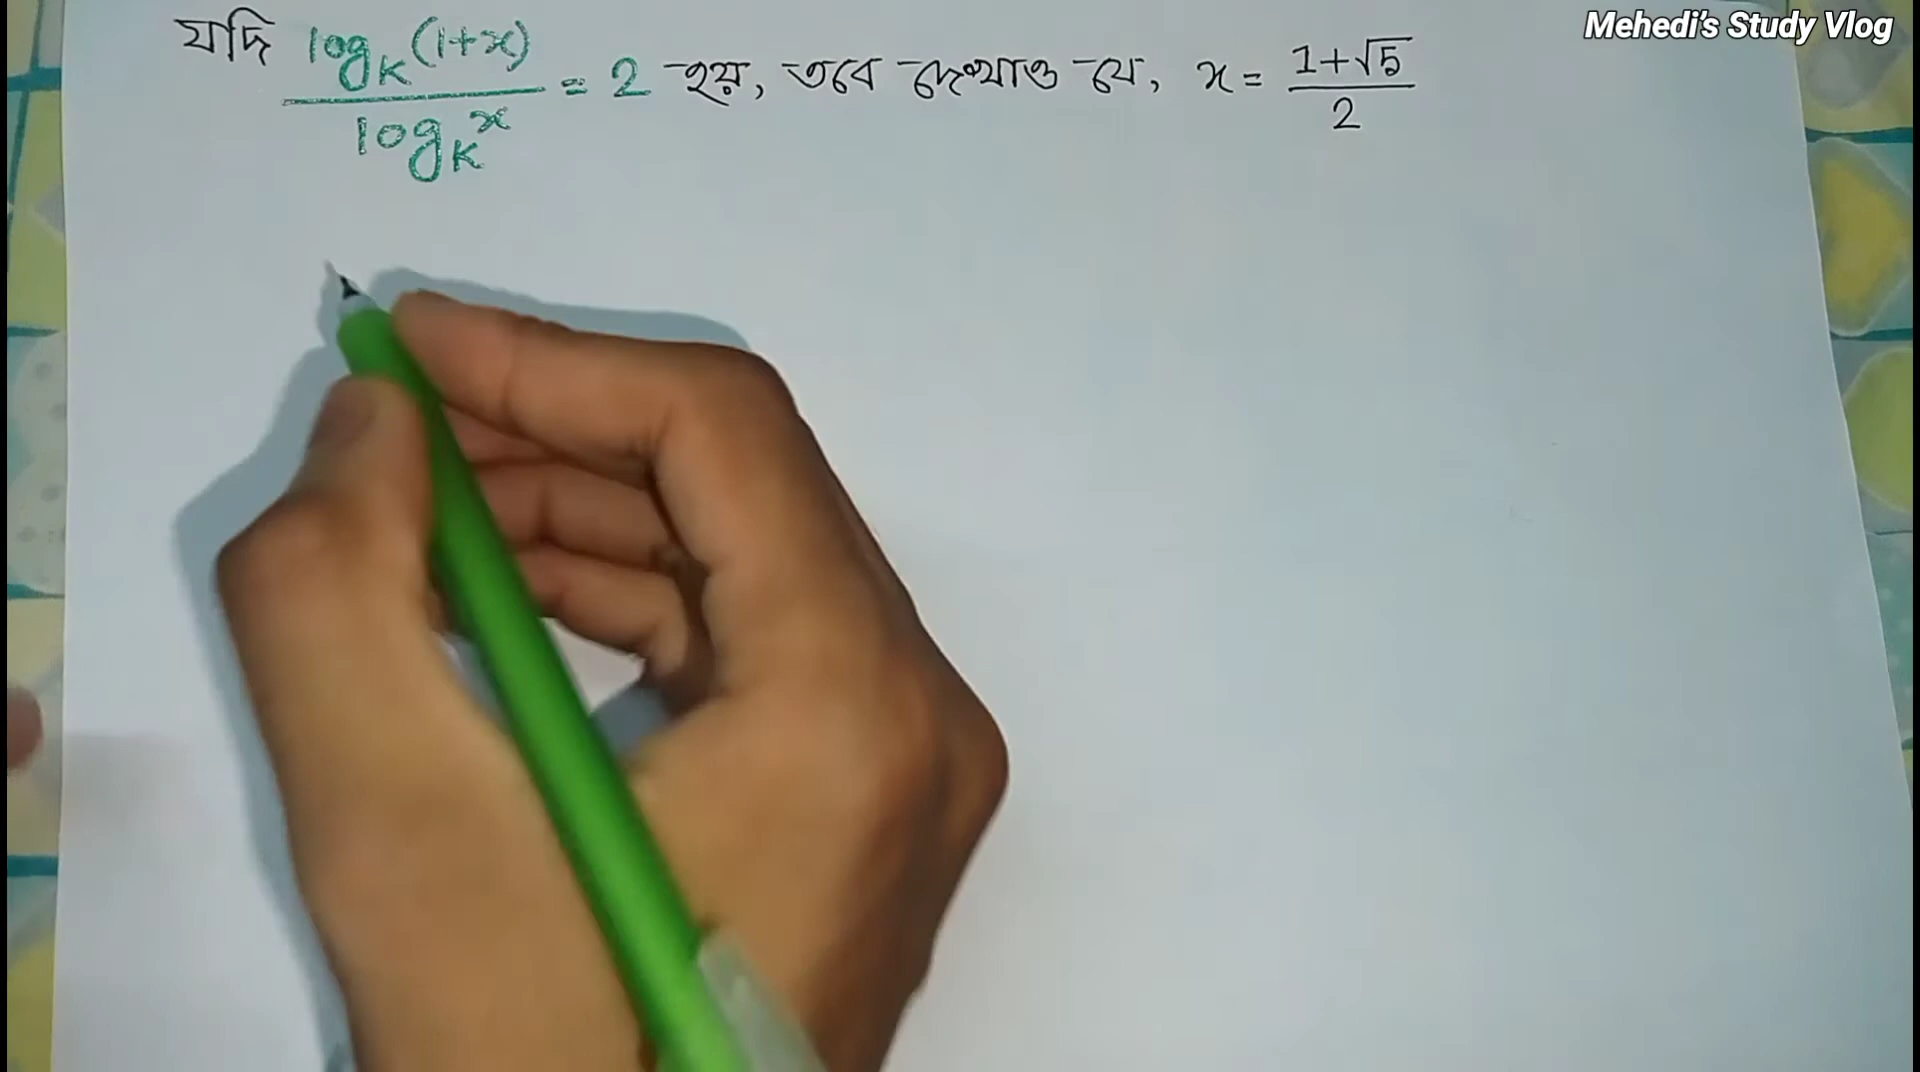 Mehedi's Study Vlog
যদি log_K(1+x) / log_K^x = 2 হয়, তবে দেখাও যে, x = (1+√5) / 2